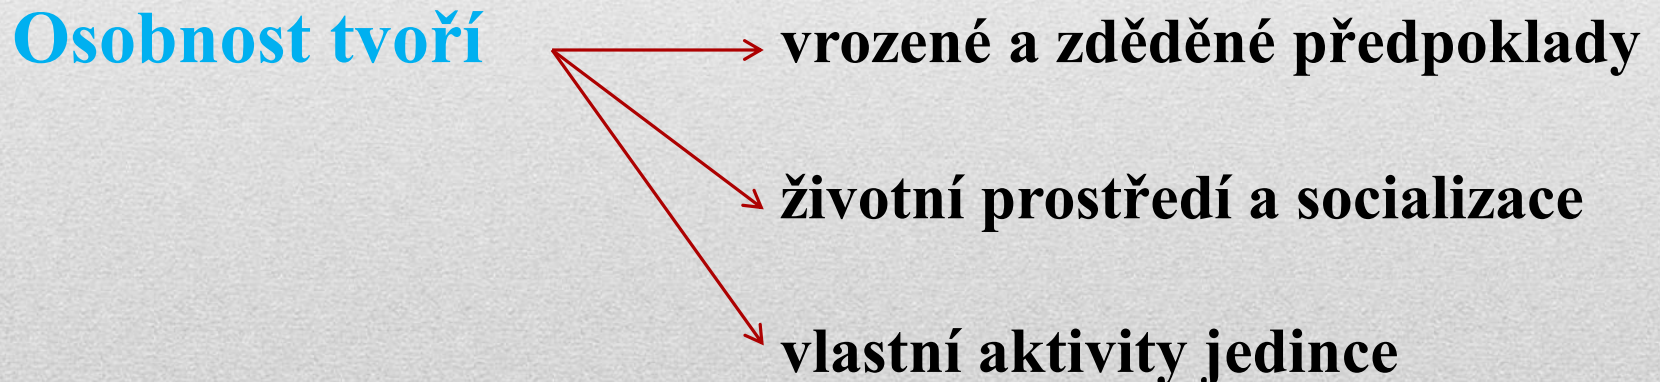 Osobnost tvoří vrozené a zděděné předpoklady
životní prostředí a socializace
vlastní aktivity jedince